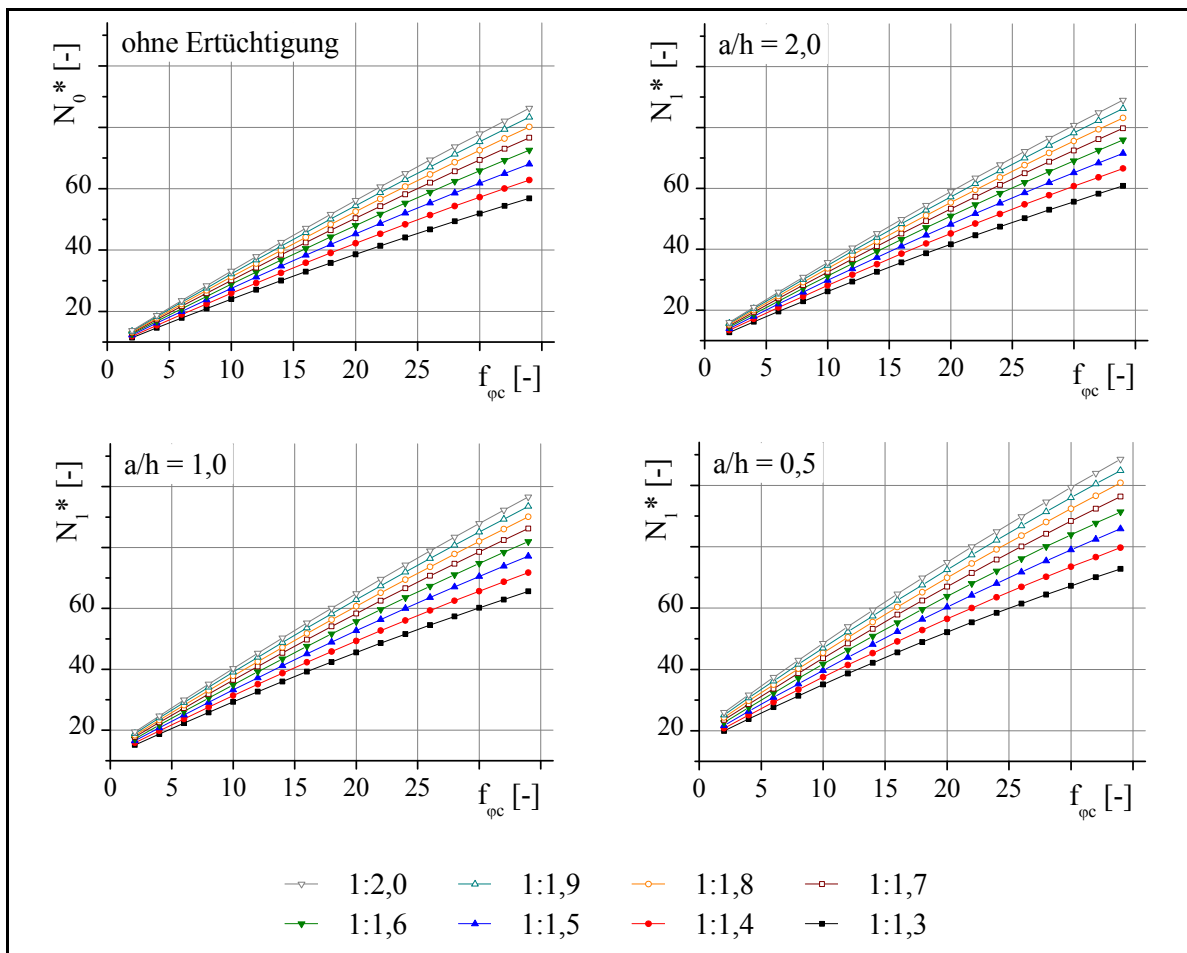 ohne Ertüchtigung
N0* [-]
60
40
20
0 5 10 15 20 25
fφc [-]
a/h = 2,0
N1* [-]
60
40
20
0 5 10 15 20 25
fφc [-]
a/h = 1,0
N1* [-]
60
40
20
0 5 10 15 20 25
fφc [-]
a/h = 0,5
N1* [-]
60
40
20
0 5 10 15 20 25
fφc [-]
1:2,0 1:1,9 1:1,8 1:1,7
1:1,6 1:1,5 1:1,4 1:1,3